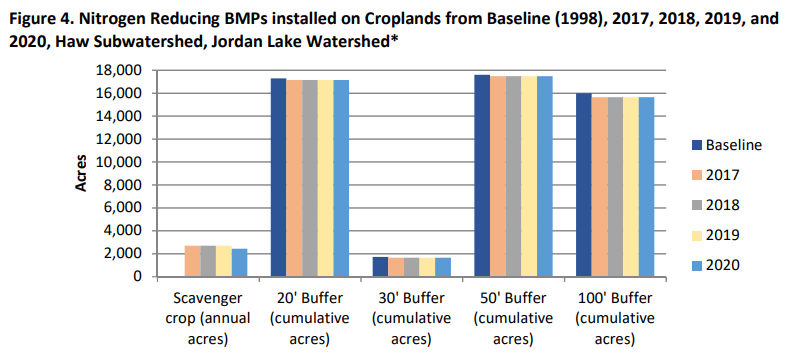 Figure 4. Nitrogen Reducing BMPs installed on Croplands from Baseline (1998), 2017, 2018, 2019, and
2020, Haw Subwatershed, Jordan Lake Watershed*
18,000
16,000
14,000
12,000
10,000
8,000
6,000
4,000
2,000
0
Acres
Scavenger
crop (annual
acres)
20' Buffer
(cumulative
acres)
30' Buffer
(cumulative
acres)
50' Buffer
(cumulative
acres)
100' Buffer
(cumulative
acres)
Baseline
2017
2018
2019
2020